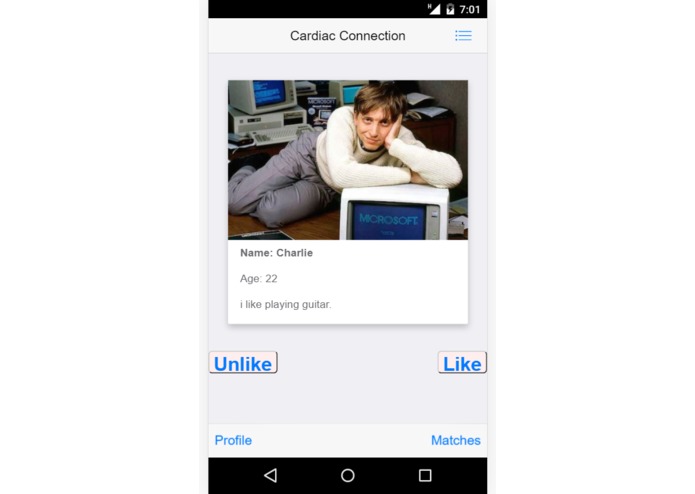 H 7:01
Cardiac Connection
MICROSOFT
MICROSOFT
Name: Charlie
Age: 22
i like playing guitar.
Unlike
Like
Profile
Matches